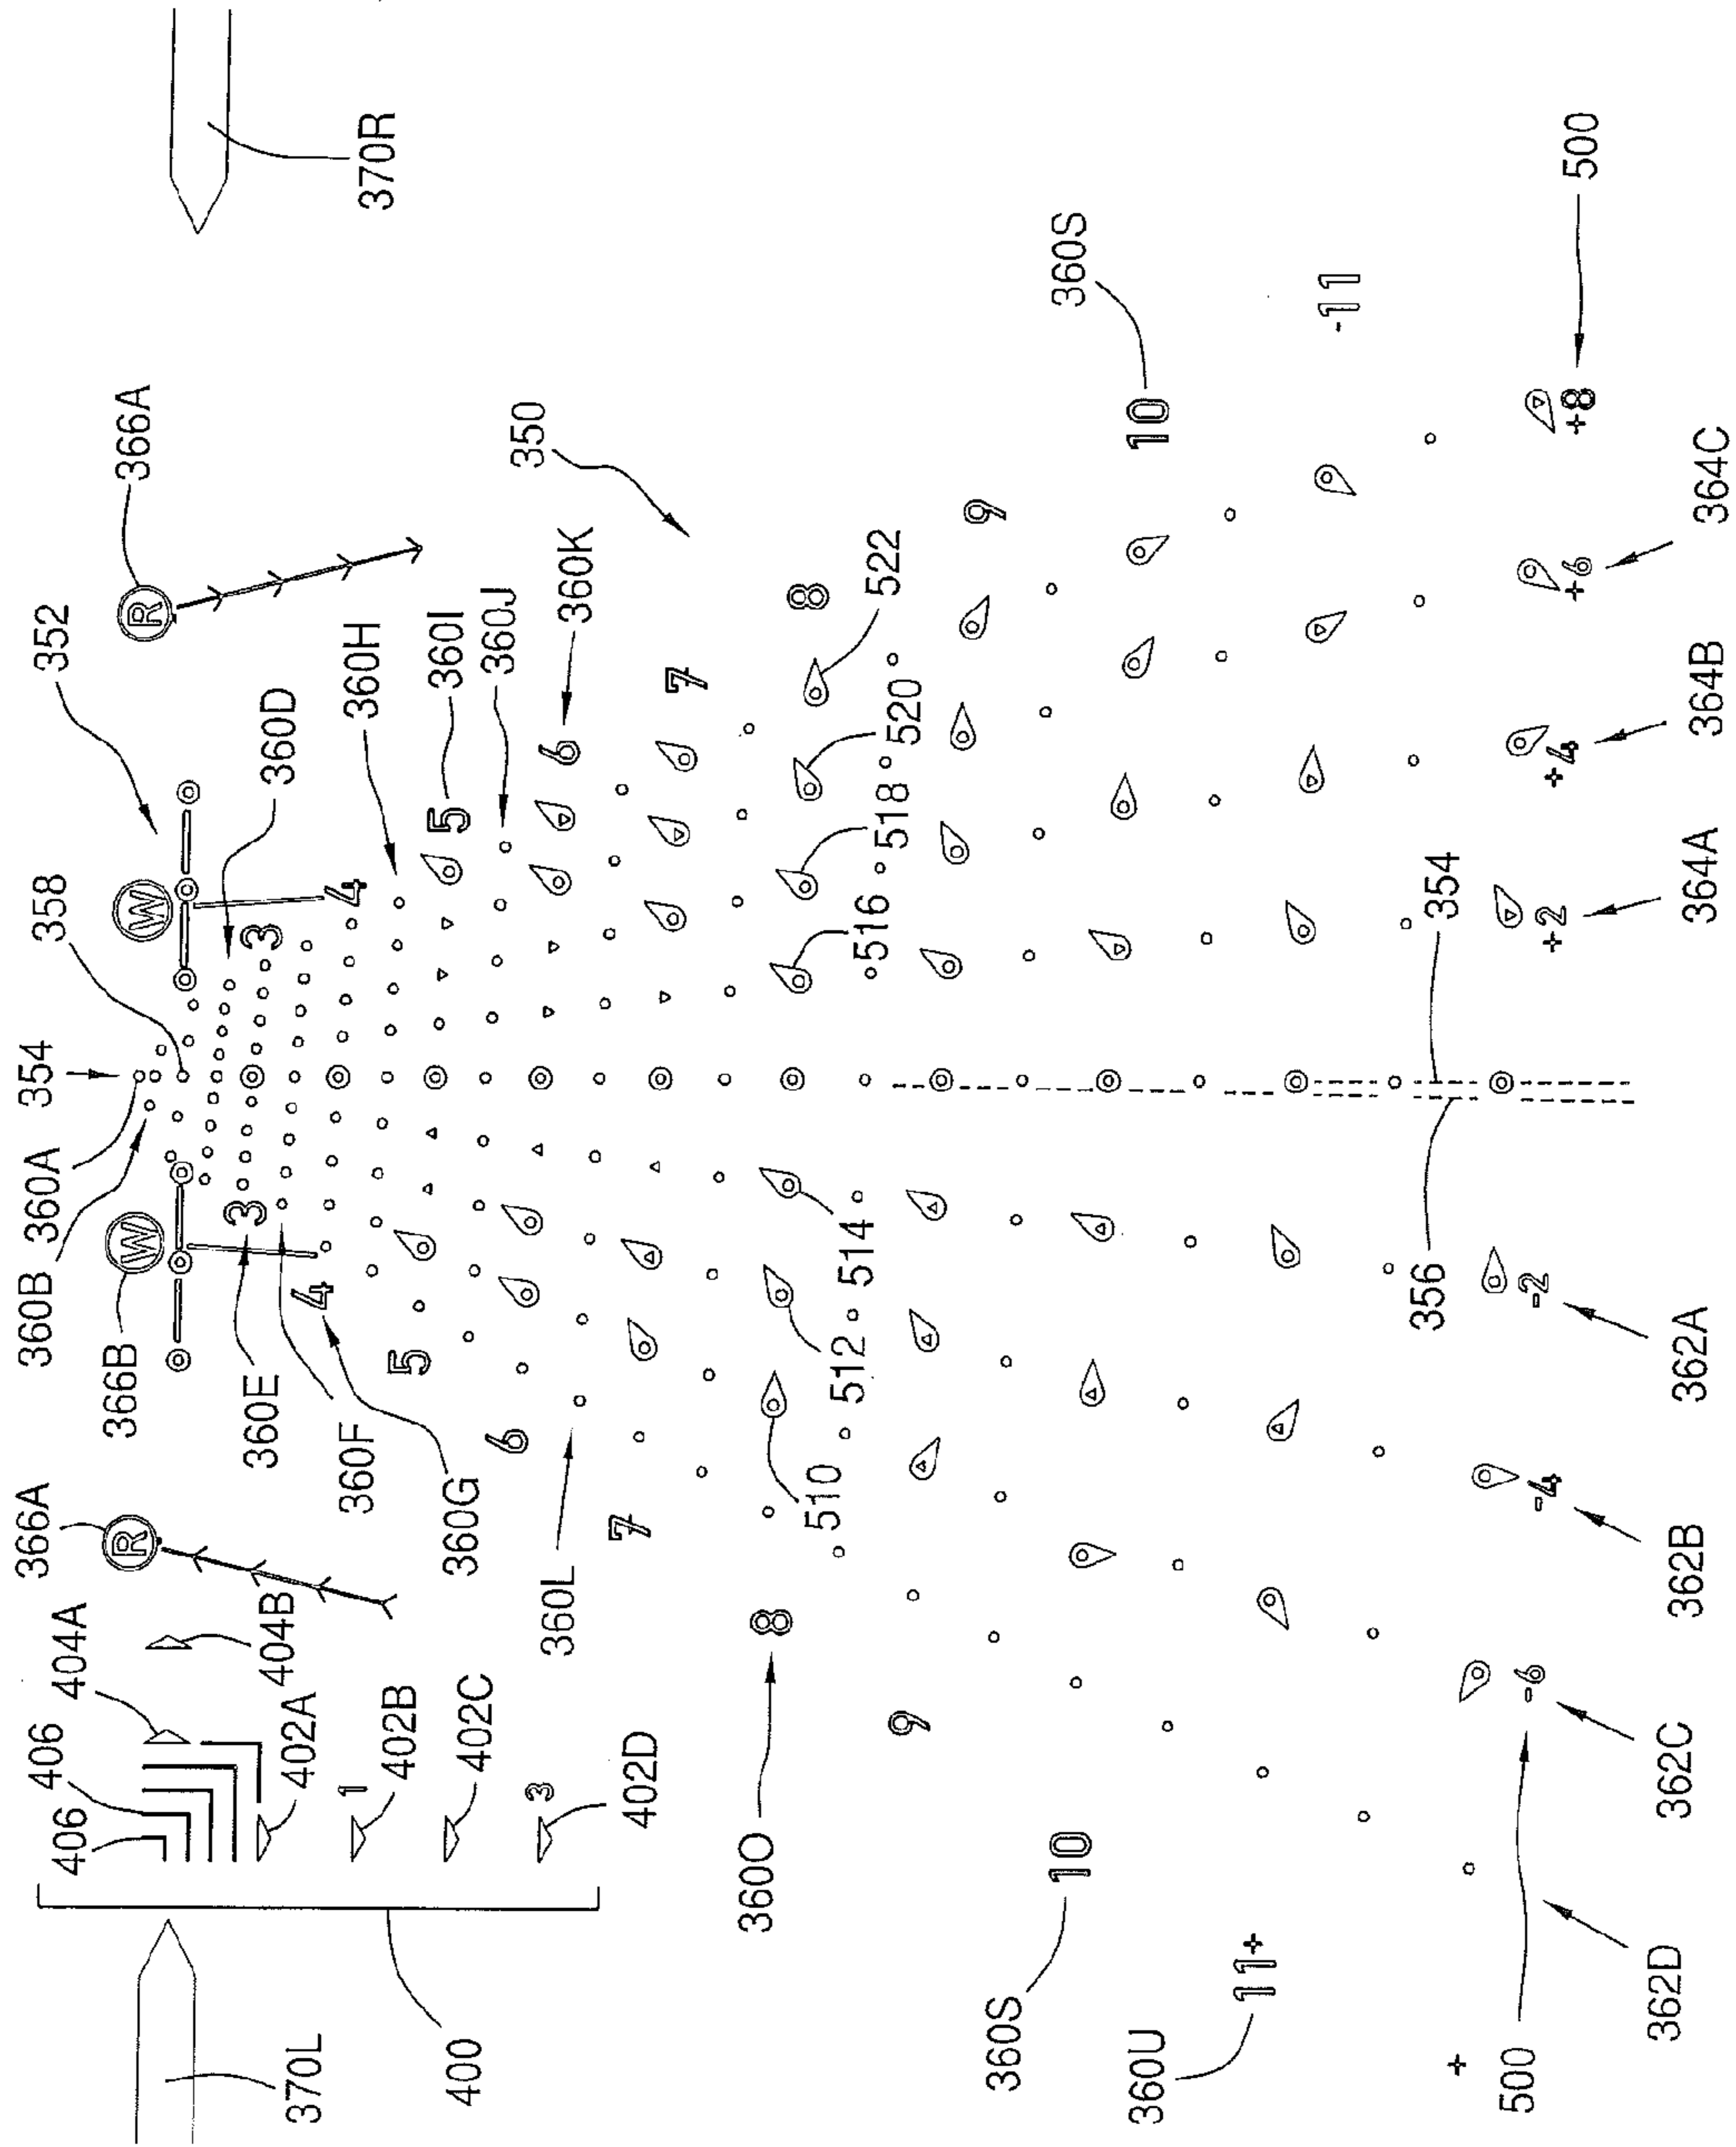 360B
360A
354
358
352
406
406
404A
366A
366B
366A
R
W
W
R
404B
402A
360E
3
3
360D
370L
1
402B
360F
4
4
360H
370R
400
402C
360G
5
5
360I
3
402D
360L
6
360J
6
360K
350
7
7
360O
8
8
510
512
514
516
518
520
522
9
9
360S
10
10
360S
360U
11+
-11
356
354
+
500
-6
-4
-2
+2
+4
+6
+8
500
362D
362C
362B
362A
364A
364B
364C